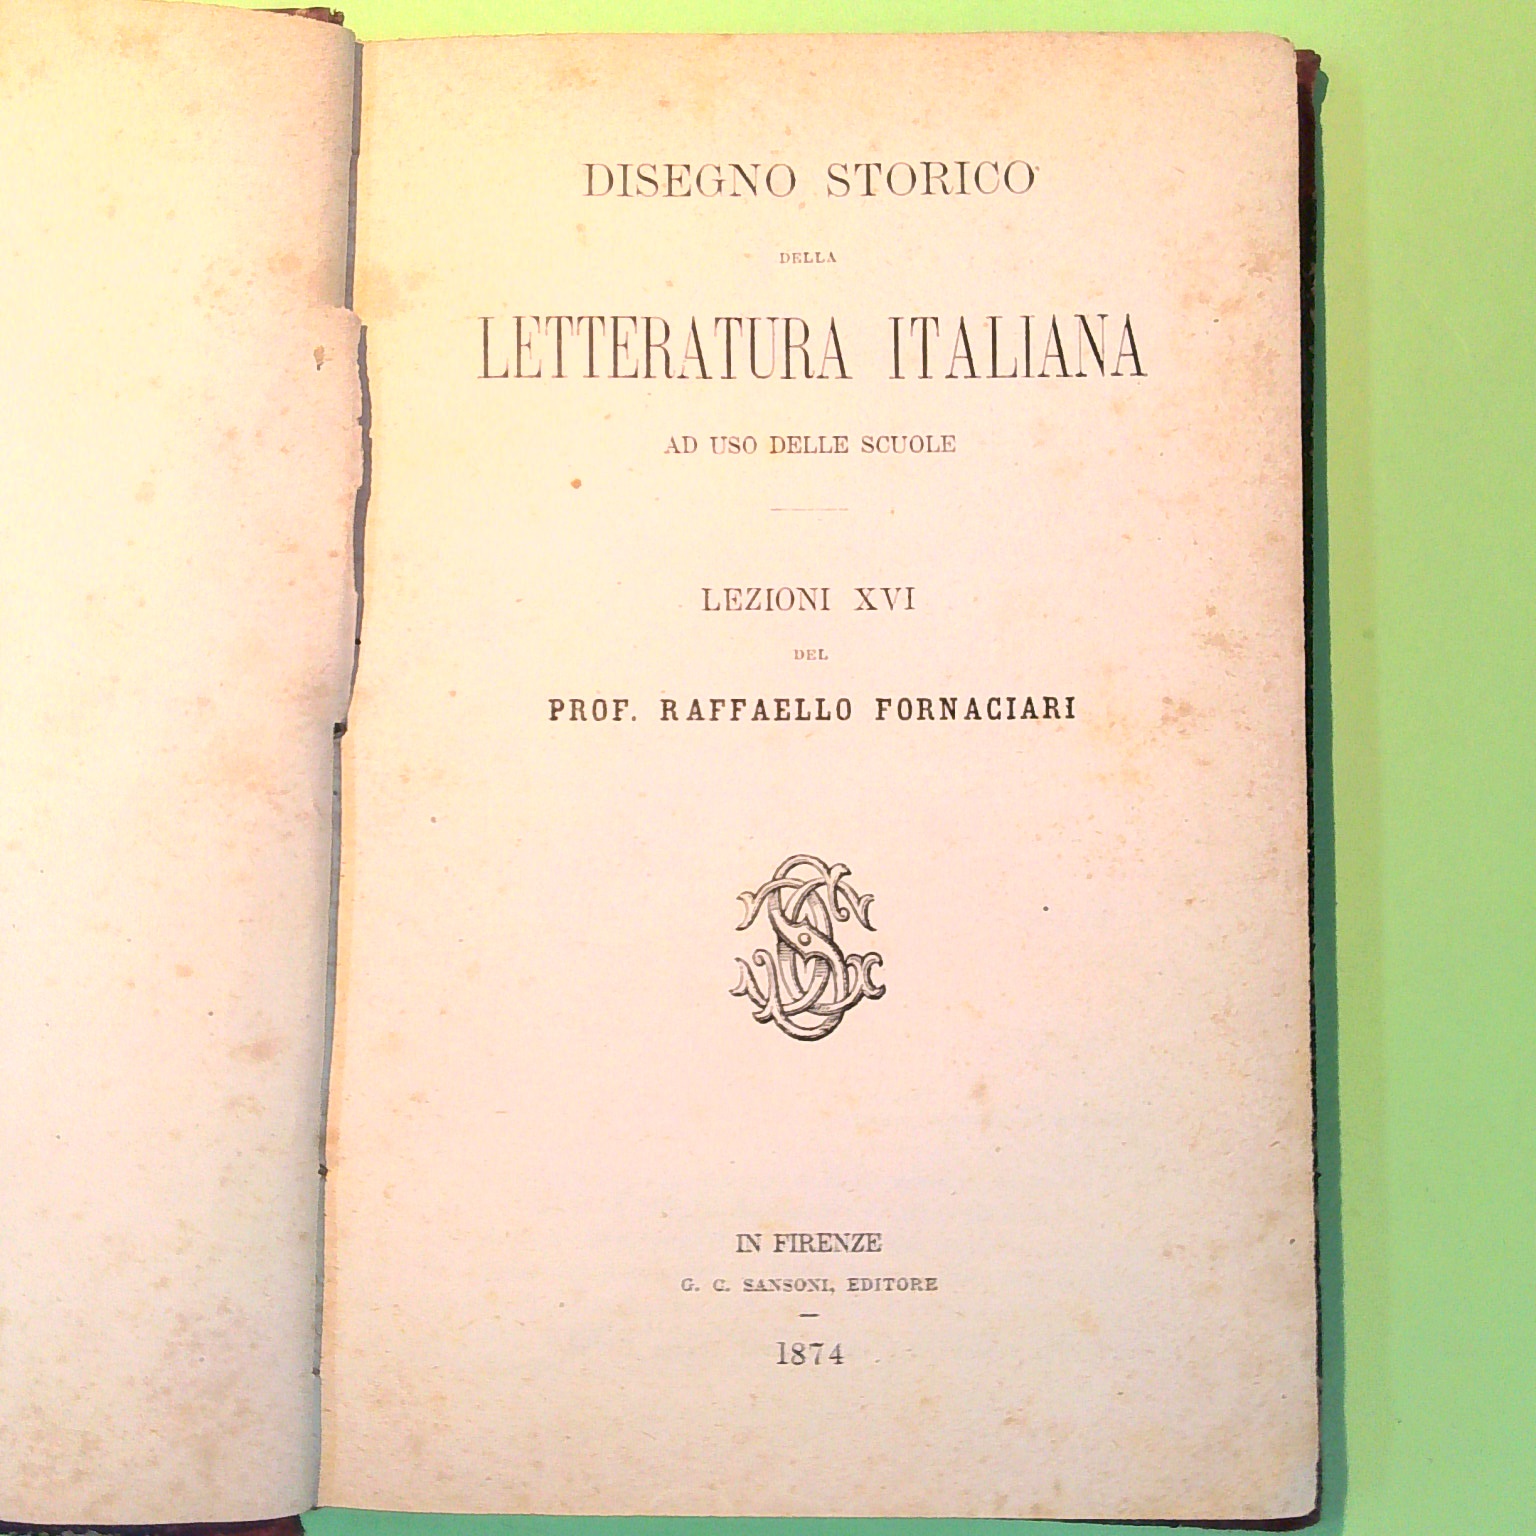 DISEGNO STORICO
DELLA
LETTERATURA ITALIANA
AD USO DELLE SCUOLE
LEZIONI XVI
DEL
PROF. RAFFAELLO FORNACIARI
IN FIRENZE
G. C. SANSONI, EDITORE
1874